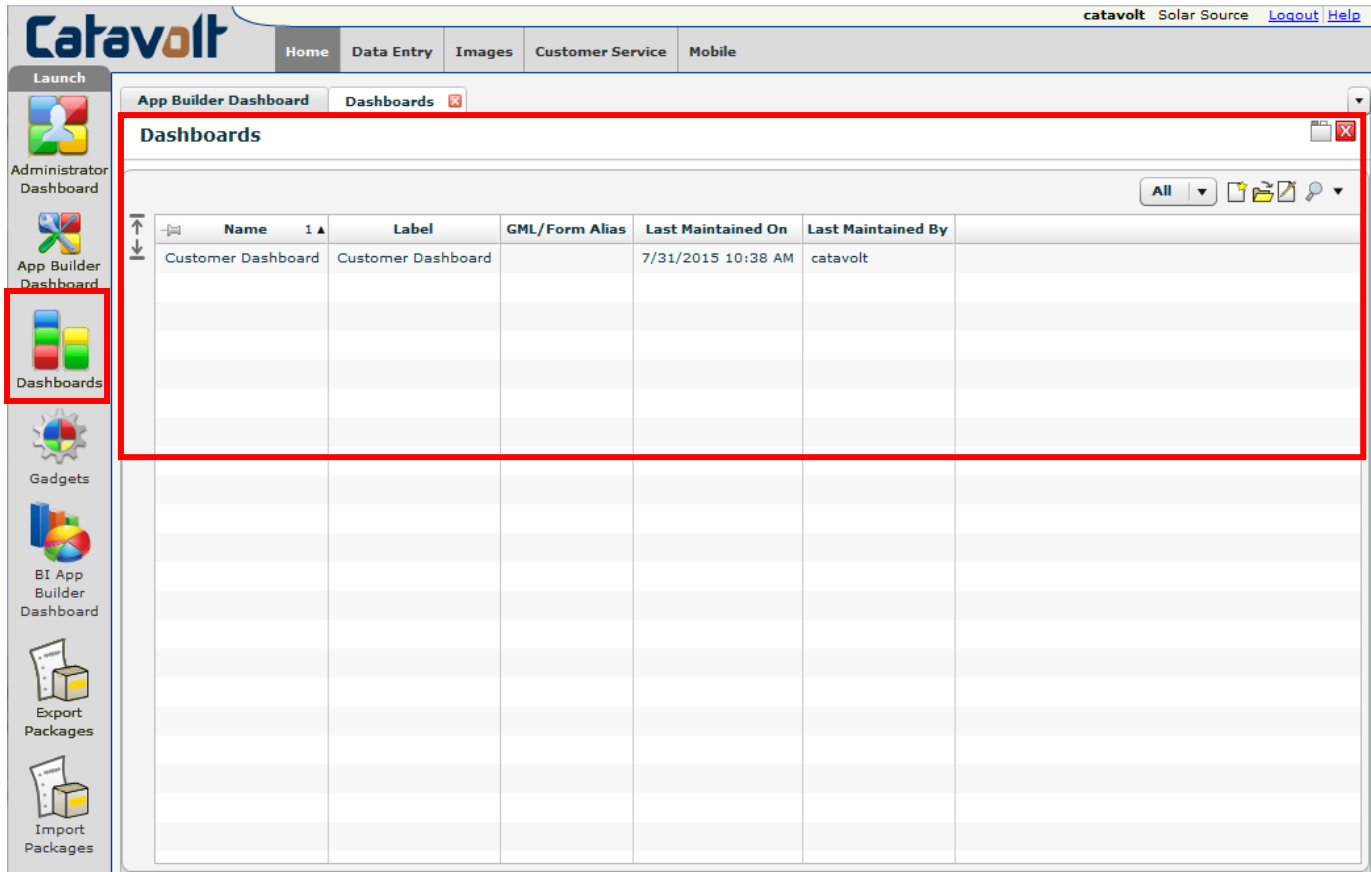 catavolt Solar Source Logout Help
Catavolt
Home Data Entry Images Customer Service Mobile
Launch
App Builder Dashboard Dashboards
Dashboards
Administrator
Dashboard
All
Name 1 Label GML/Form Alias Last Maintained On Last Maintained By
Customer Dashboard Customer Dashboard 7/31/2015 10:38 AM catavolt
App Builder
Dashboard
Dashboards
Gadgets
BI App
Builder
Dashboard
Export
Packages
Import
Packages